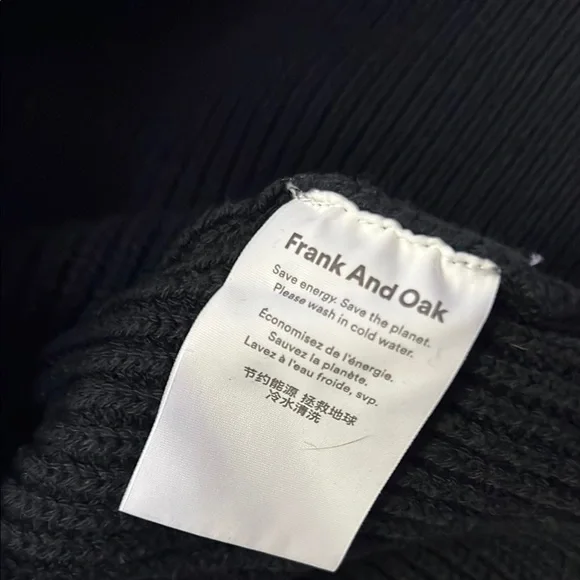 Frank And Oak
Save energy. Save the planet.
Please wash in cold water.
Économisez de l'énergie.
Sauvez la planète.
Lavez à l'eau froide, svp.
节约能源 拯救地球
冷水清洗